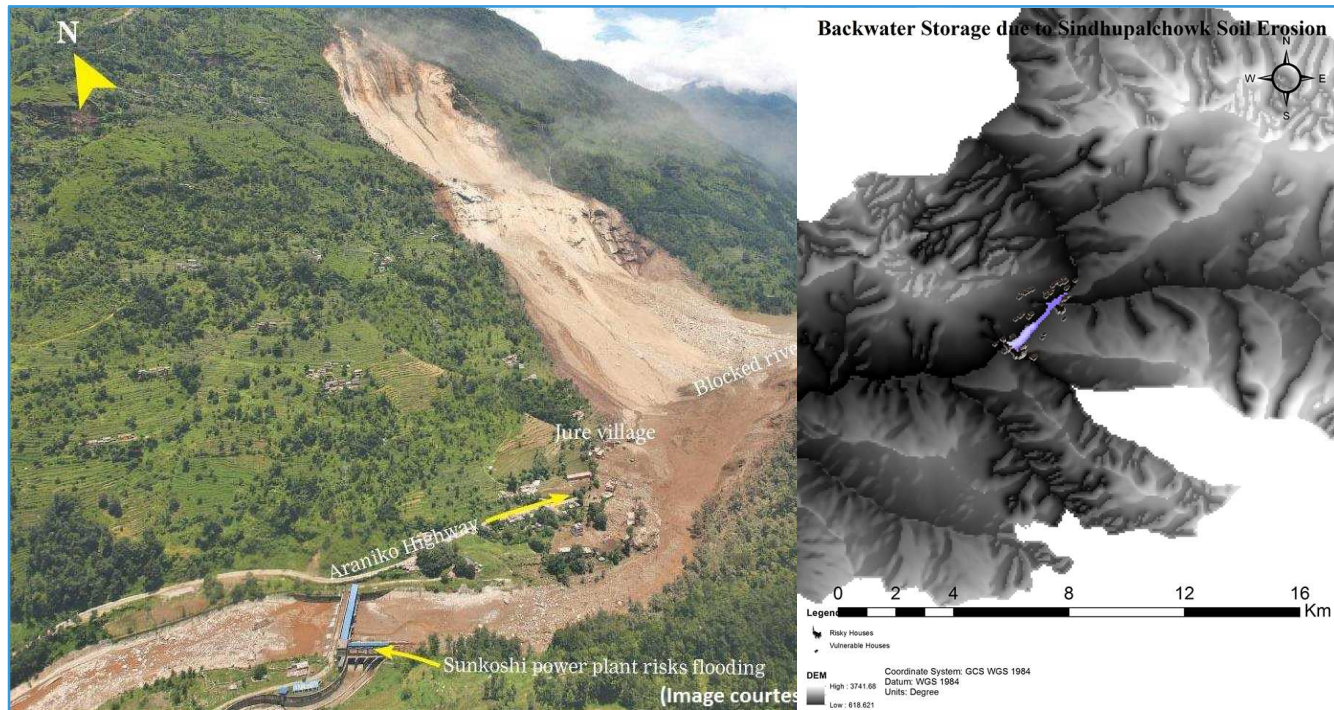 N
Blocked rive
Jure village
Araniko Highway
Sunkoshi power plant risks flooding
(Image courtes
Backwater Storage due to Sindhupalchowk Soil Erosion
N
W
E
S
0 2 4 8 12 16
Km
Legend
Risky Houses
Vulnerable Houses
DEM
High : 3741.68
Low : 618.621
Coordinate System: GCS WGS 1984
Datum: WGS 1984
Units: Degree